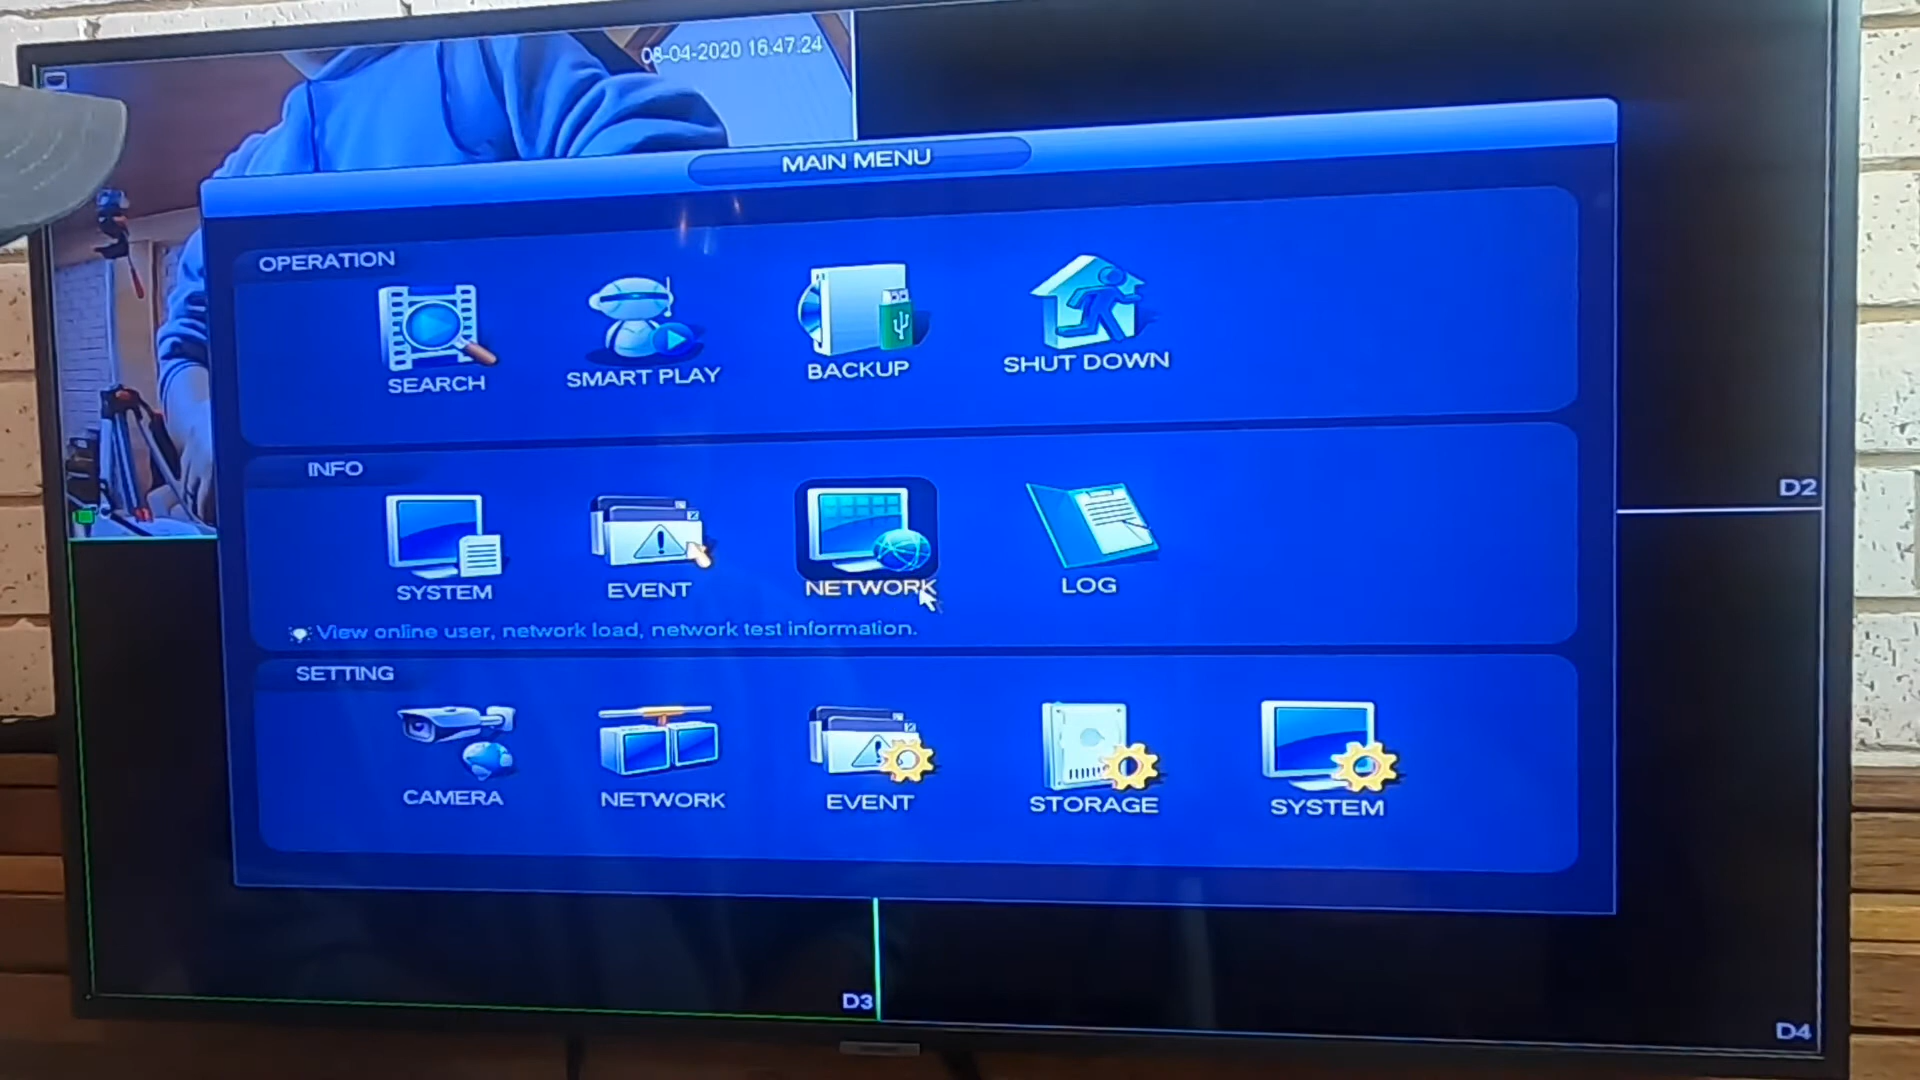 08-04-2020 16:47:24
MAIN MENU
OPERATION
SEARCH
SMART PLAY
BACKUP
SHUT DOWN
INFO
SYSTEM
EVENT
NETWORK
LOG
View online user, network load, network test information.
SETTING
CAMERA
NETWORK
EVENT
STORAGE
SYSTEM
D2
D3
D4